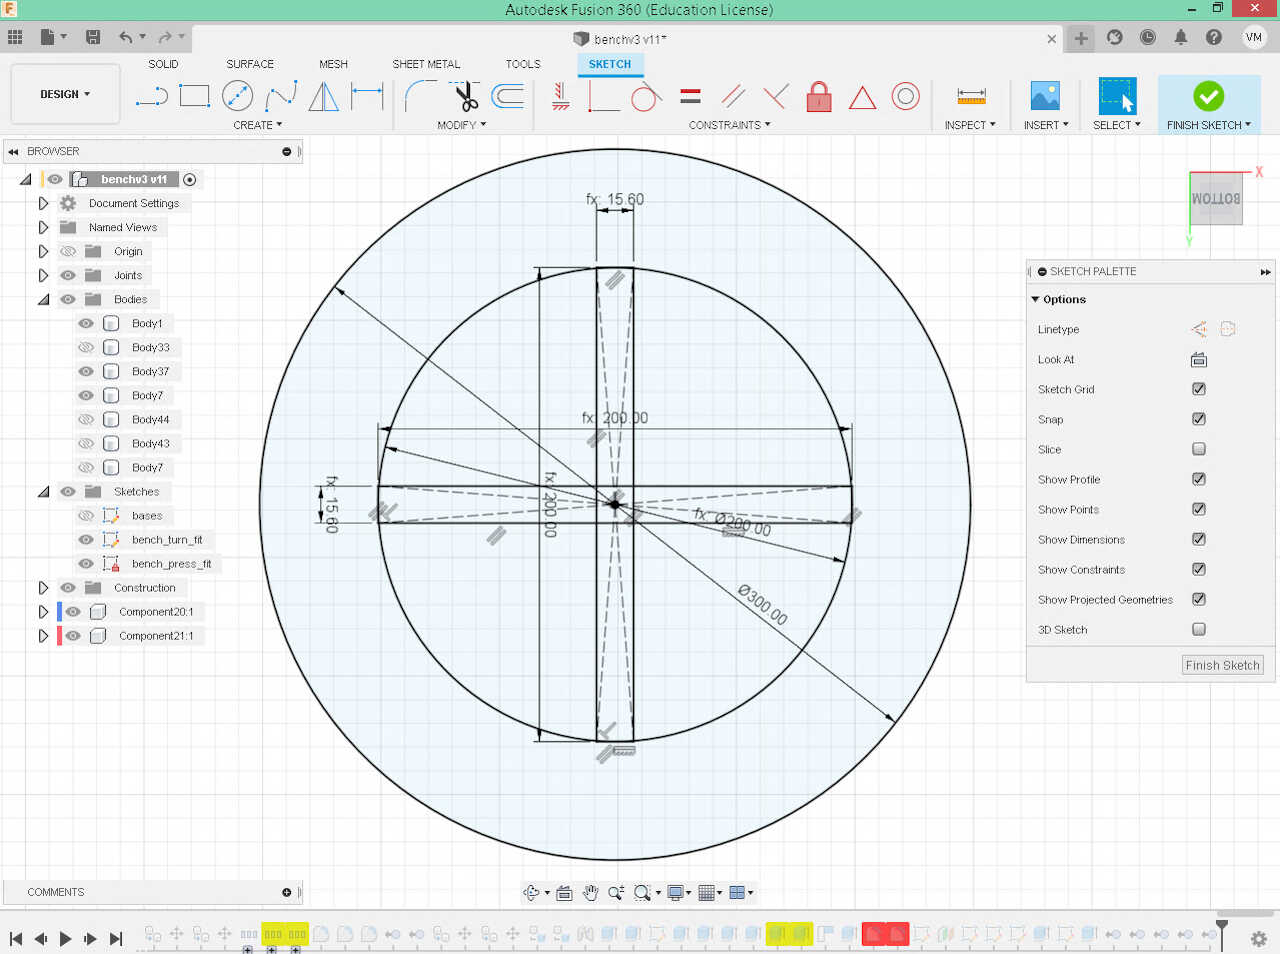 Autodesk Fusion 360 (Education License)
benchv3 v11*
VM
SOLID SURFACE MESH SHEET METAL TOOLS SKETCH
DESIGN
CREATE MODIFY CONSTRAINTS INSPECT INSERT SELECT FINISH SKETCH
BROWSER
benchv3 v11
Document Settings
Named Views
Origin
Joints
Bodies
Body1
Body33
Body37
Body7
Body44
Body43
Body7
Sketches
bases
bench_turn_fit
bench_press_fit
Construction
Component20:1
Component21:1
fx: 15.60
fx: 200.00
fx: 15.60
fx: 200.00
fx: Ø200.00
Ø300.00
X
BOTTOM
Y
SKETCH PALETTE
Options
Linetype
Look At
Sketch Grid
Snap
Slice
Show Profile
Show Points
Show Dimensions
Show Constraints
Show Projected Geometries
3D Sketch
Finish Sketch
COMMENTS